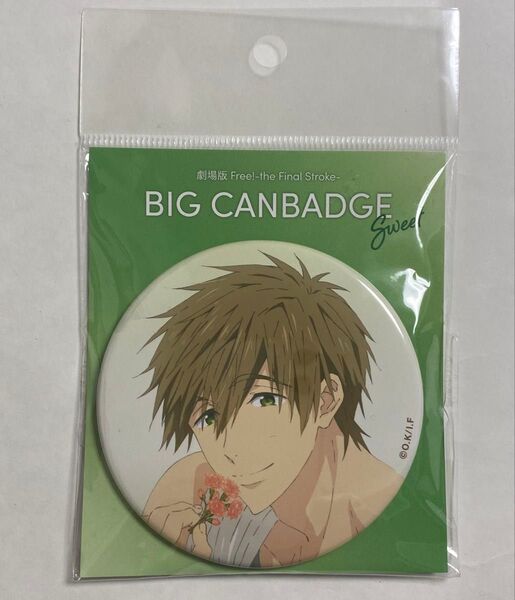 劇場版 Free!-the Final Stroke-
BIG CANBADGE
Sweet
©O.K/I.F